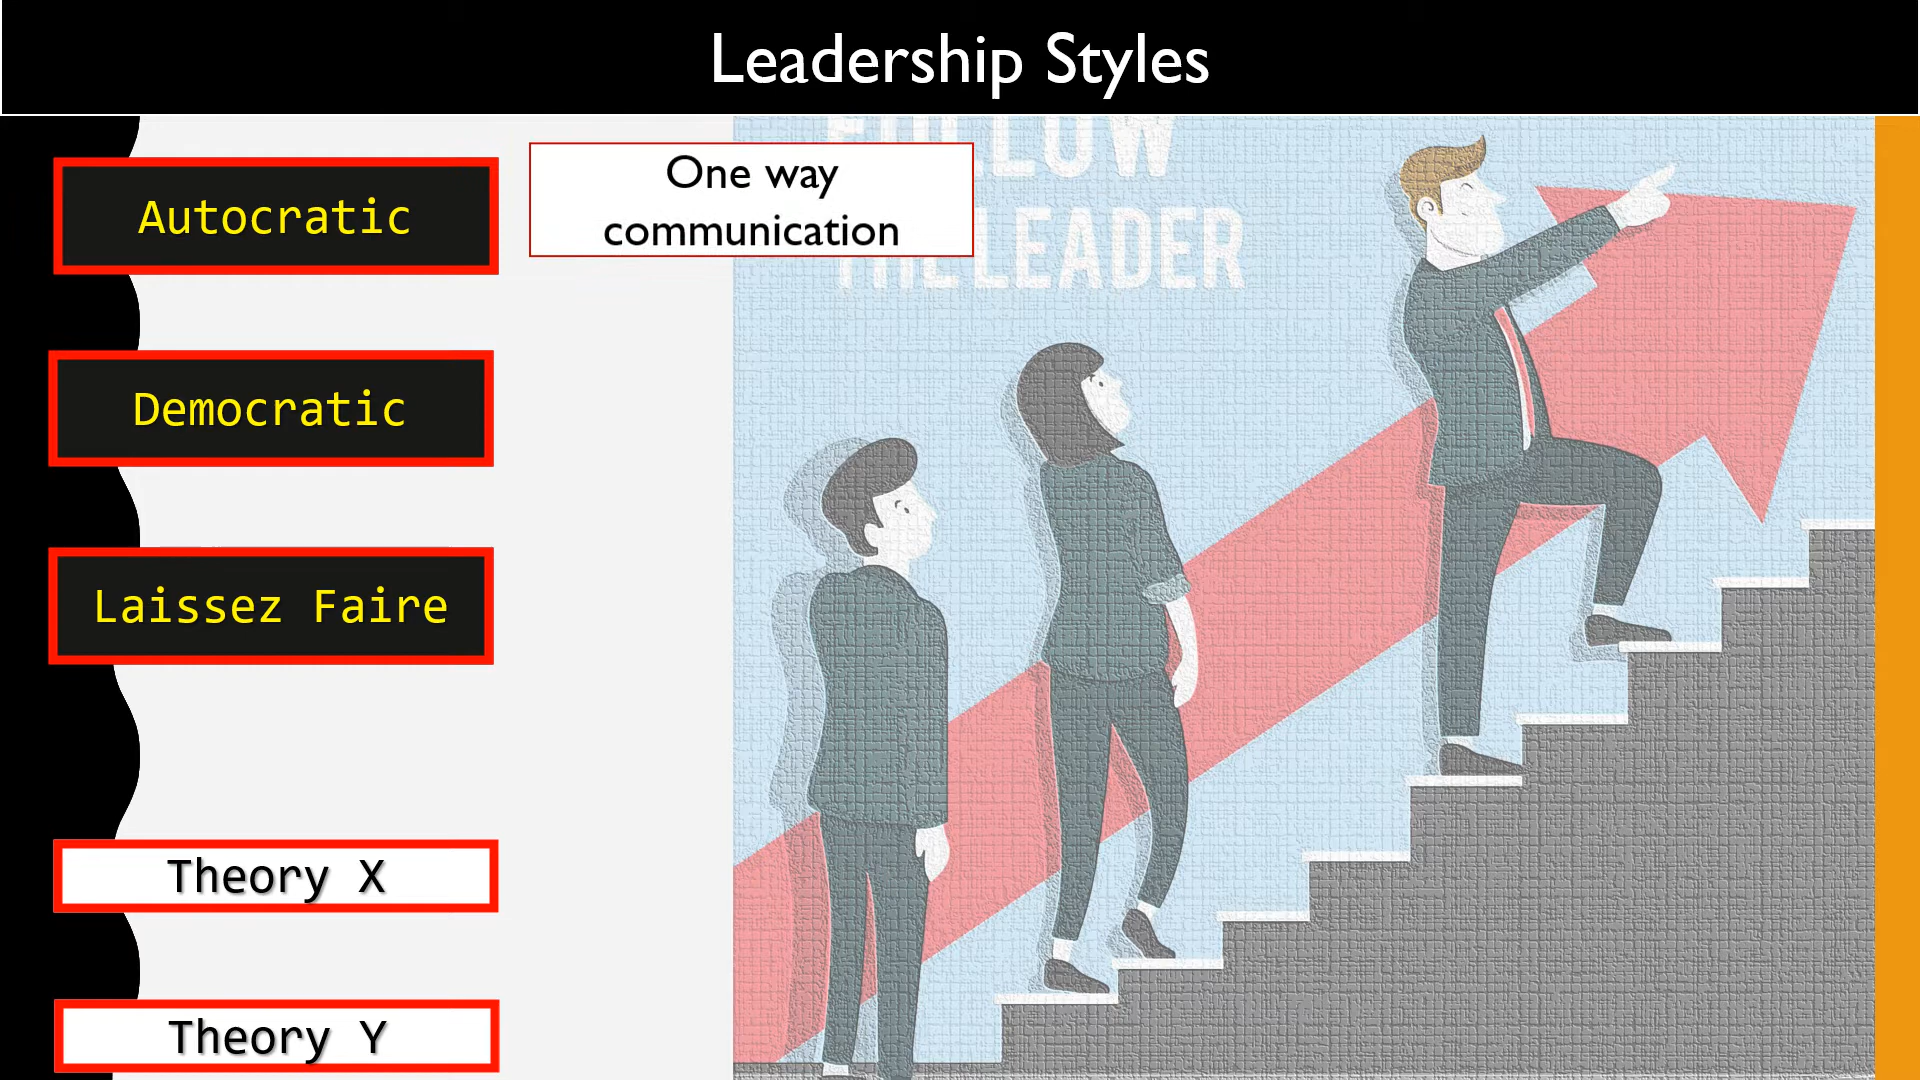 Leadership Styles
Autocratic
One way
communication
LEADER
Democratic
Laissez Faire
Theory X
Theory Y